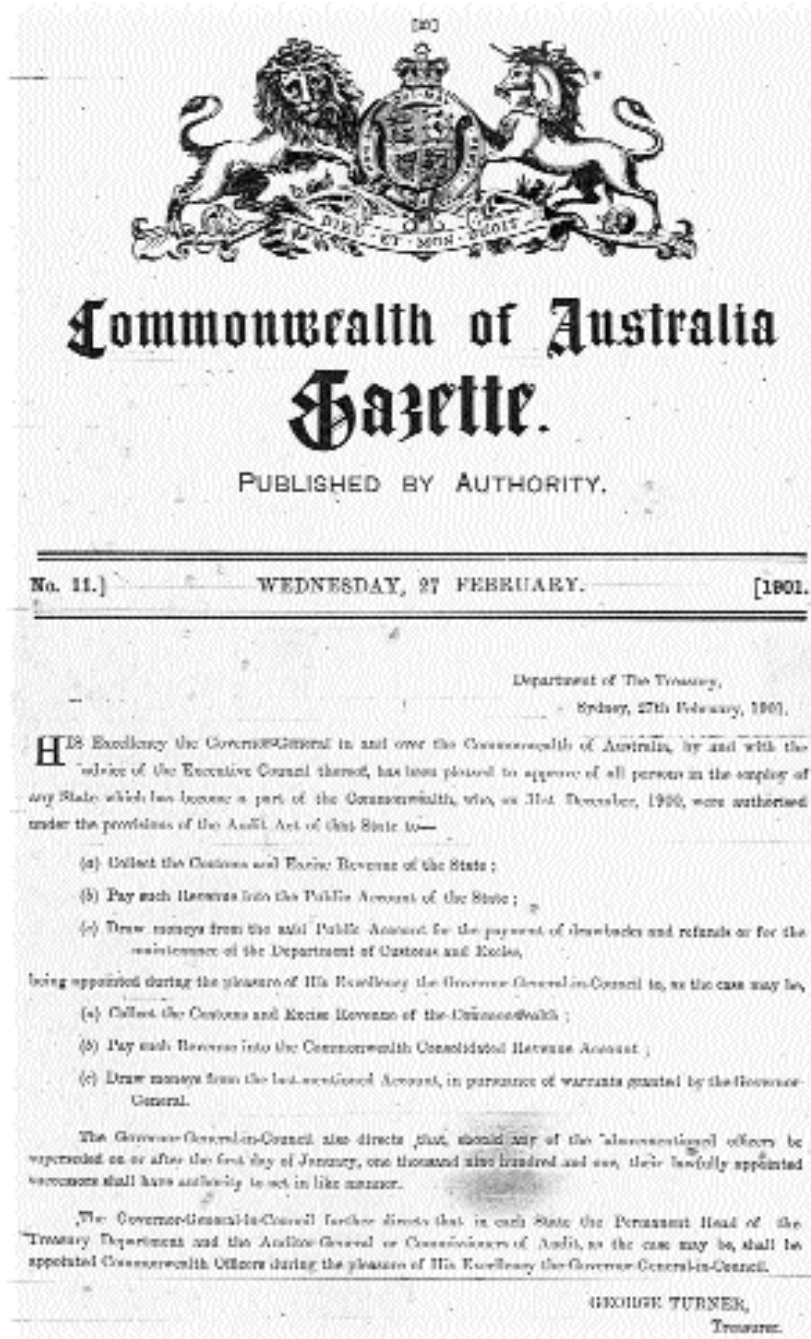 DIEU·ET·MON·DROIT
Commonwealth of Australia
Gazette.
PUBLISHED BY AUTHORITY.
No. 11.] WEDNESDAY, 27 FEBRUARY. [1901.
Department of The Treasury,
Sydney, 27th February, 1901.
HIS Excellency the Governor-General in and over the Commonwealth of Australia, by and with the
advice of the Executive Council thereof, has been pleased to approve of all persons in the employ of
any State which has become a part of the Commonwealth, who, on 31st December, 1900, were authorised
under the provisions of the Audit Act of that State to—
(a) Collect the Customs and Excise Revenue of the State ;
(b) Pay such Revenue into the Public Account of the State ;
(c) Draw moneys from the said Public Account for the payment of drawbacks and refunds or for the
maintenance of the Department of Customs and Excise,
being appointed during the pleasure of His Excellency the Governor-General-in-Council to, as the case may be,
(a) Collect the Customs and Excise Revenue of the Commonwealth ;
(b) Pay such Revenue into the Commonwealth Consolidated Revenue Account ;
(c) Draw moneys from the last-mentioned Account, in pursuance of warrants granted by the Governor-
General.
The Governor-General-in-Council also directs that, should any of the abovementioned officers be
superseded on or after the first day of January, one thousand nine hundred and one, their lawfully appointed
successors shall have authority to act in like manner.
The Governor-General-in-Council further directs that in each State the Permanent Head of the
Treasury Department and the Auditor-General or Commissioners of Audit, as the case may be, shall be
appointed Commonwealth Officers during the pleasure of His Excellency the Governor-General-in-Council.
GEORGE TURNER,
Treasurer.